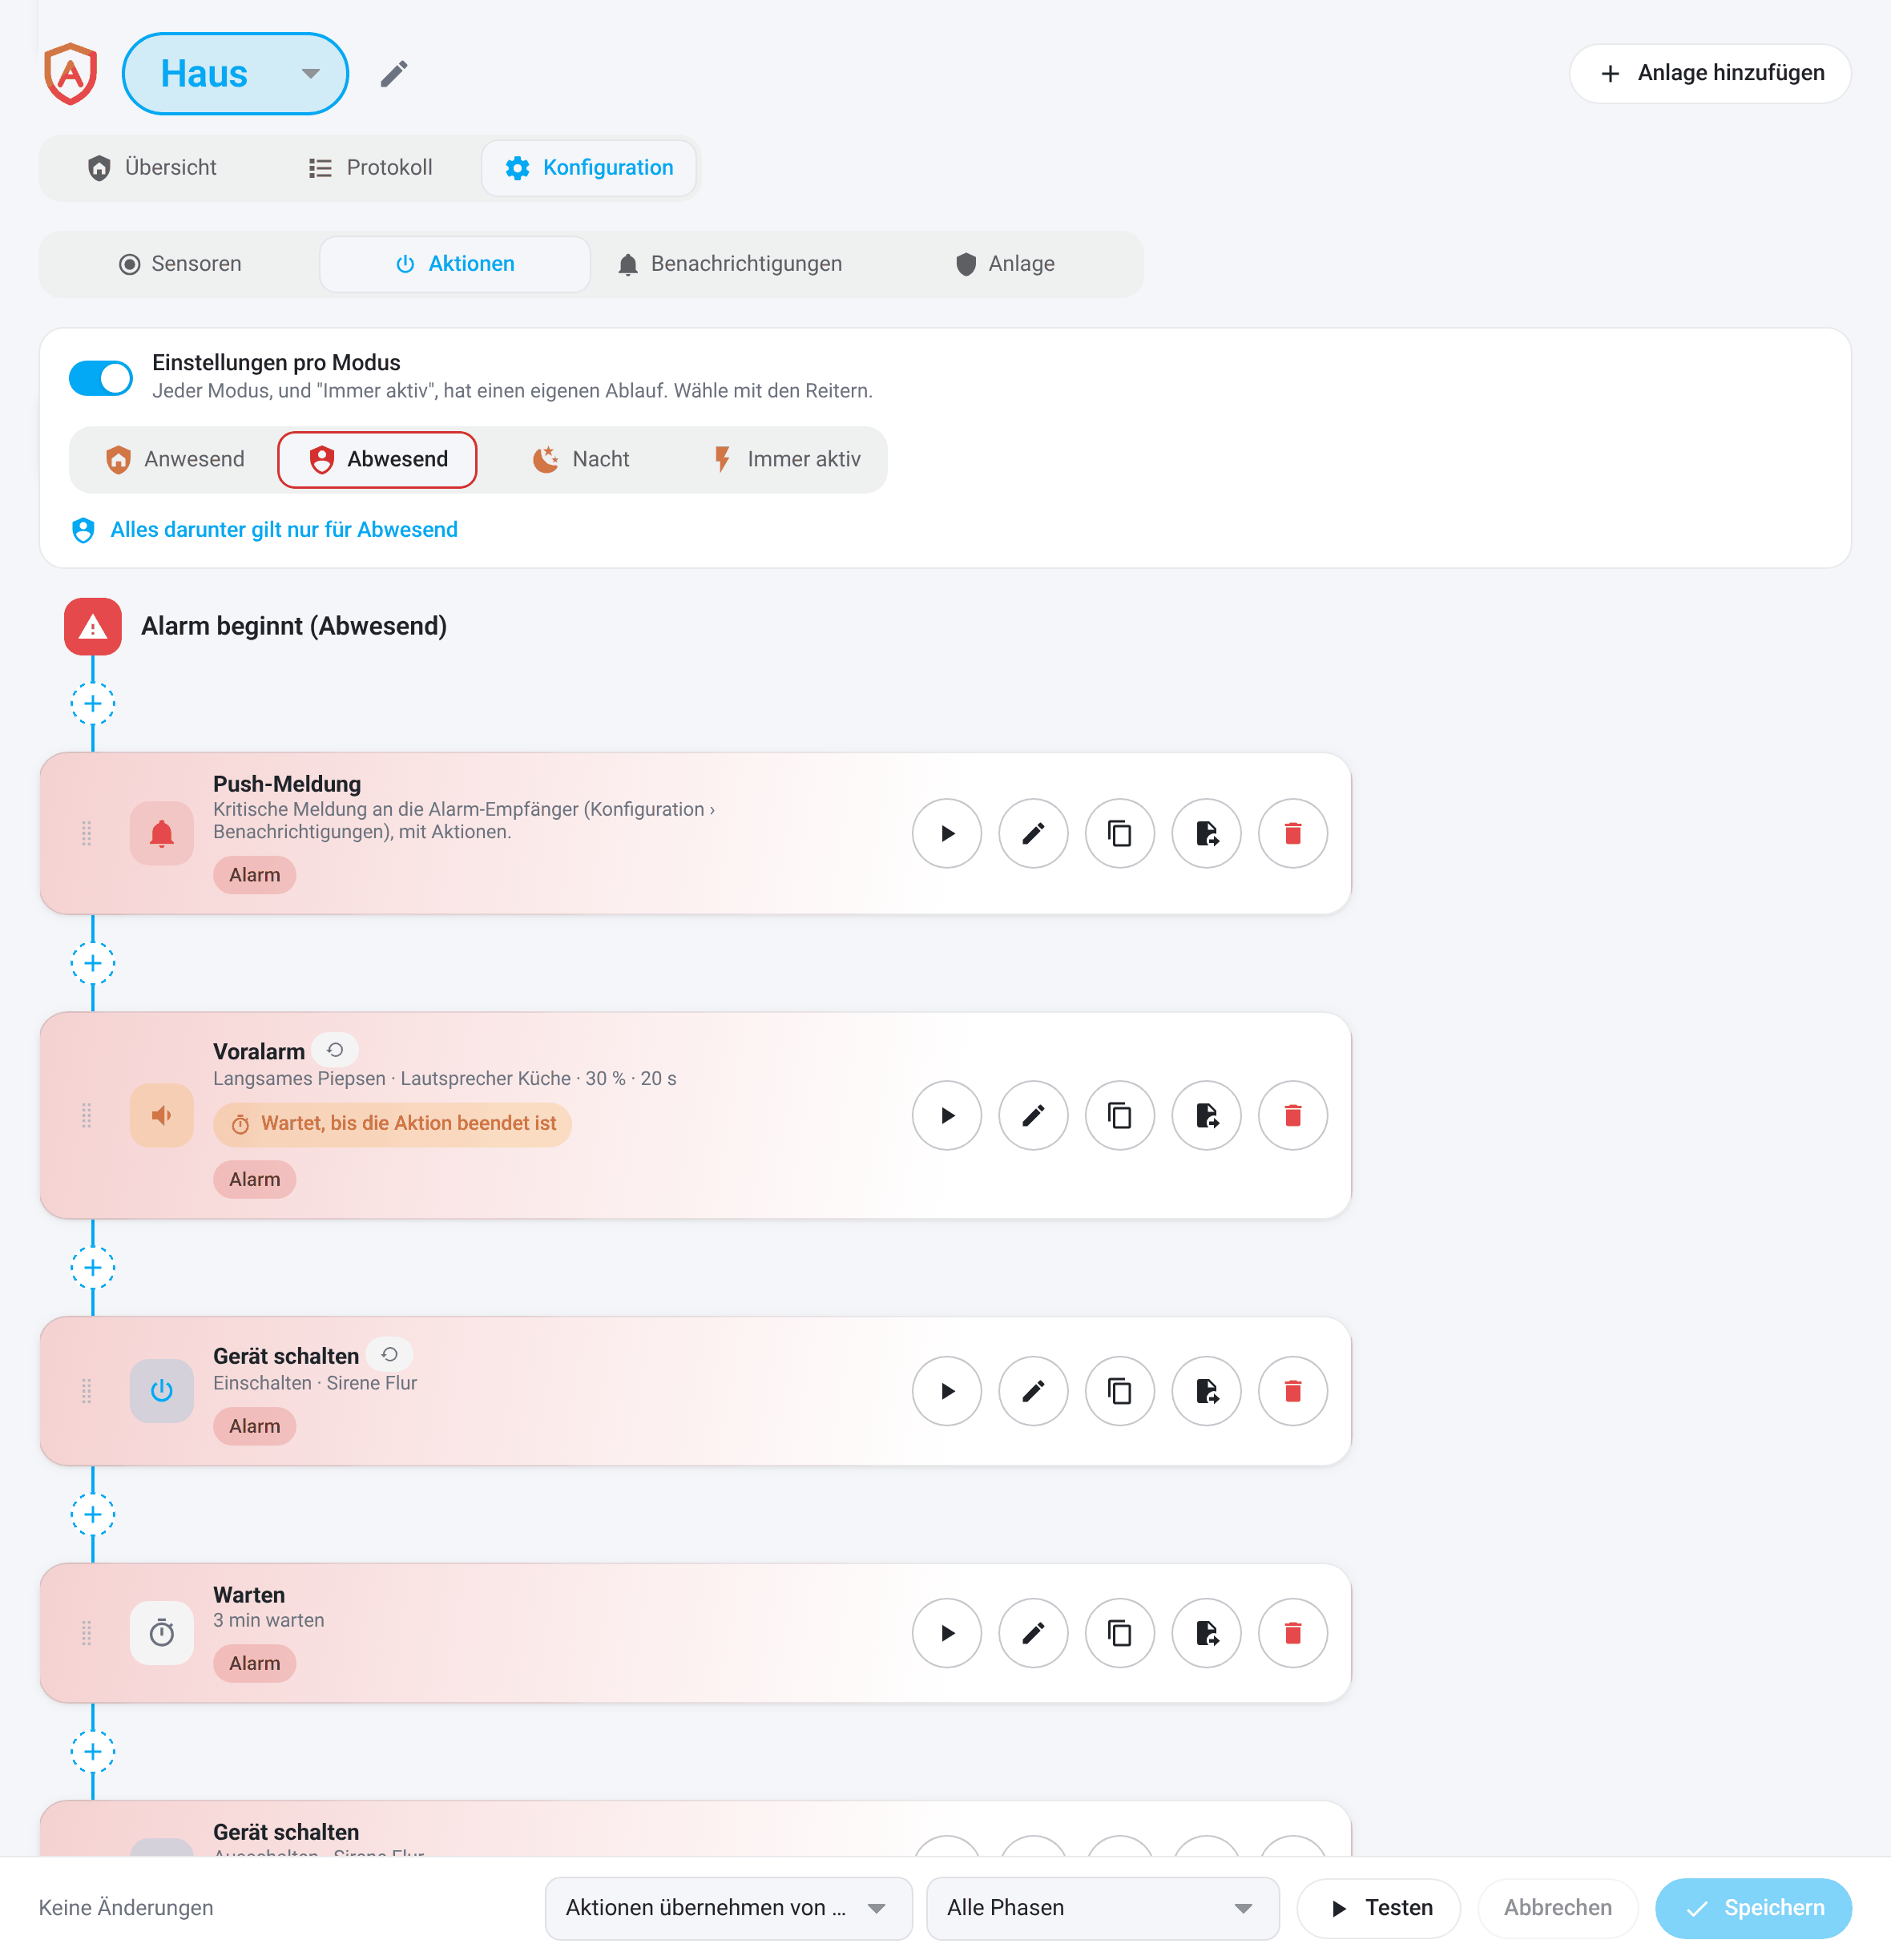 Haus
Anlage hinzufügen
Übersicht
Protokoll
Konfiguration
Sensoren
Aktionen
Benachrichtigungen
Anlage
Einstellungen pro Modus
Jeder Modus, und "Immer aktiv", hat einen eigenen Ablauf. Wähle mit den Reitern.
Anwesend
Abwesend
Nacht
Immer aktiv
Alles darunter gilt nur für Abwesend
Alarm beginnt (Abwesend)
Push-Meldung
Kritische Meldung an die Alarm-Empfänger (Konfiguration ›
Benachrichtigungen), mit Aktionen.
Alarm
Voralarm
Langsames Piepsen · Lautsprecher Küche · 30 % · 20 s
Wartet, bis die Aktion beendet ist
Alarm
Gerät schalten
Einschalten · Sirene Flur
Alarm
Warten
3 min warten
Alarm
Gerät schalten
Ausschalten · Sirene Flur
Keine Änderungen
Aktionen übernehmen von ...
Alle Phasen
Testen
Abbrechen
Speichern